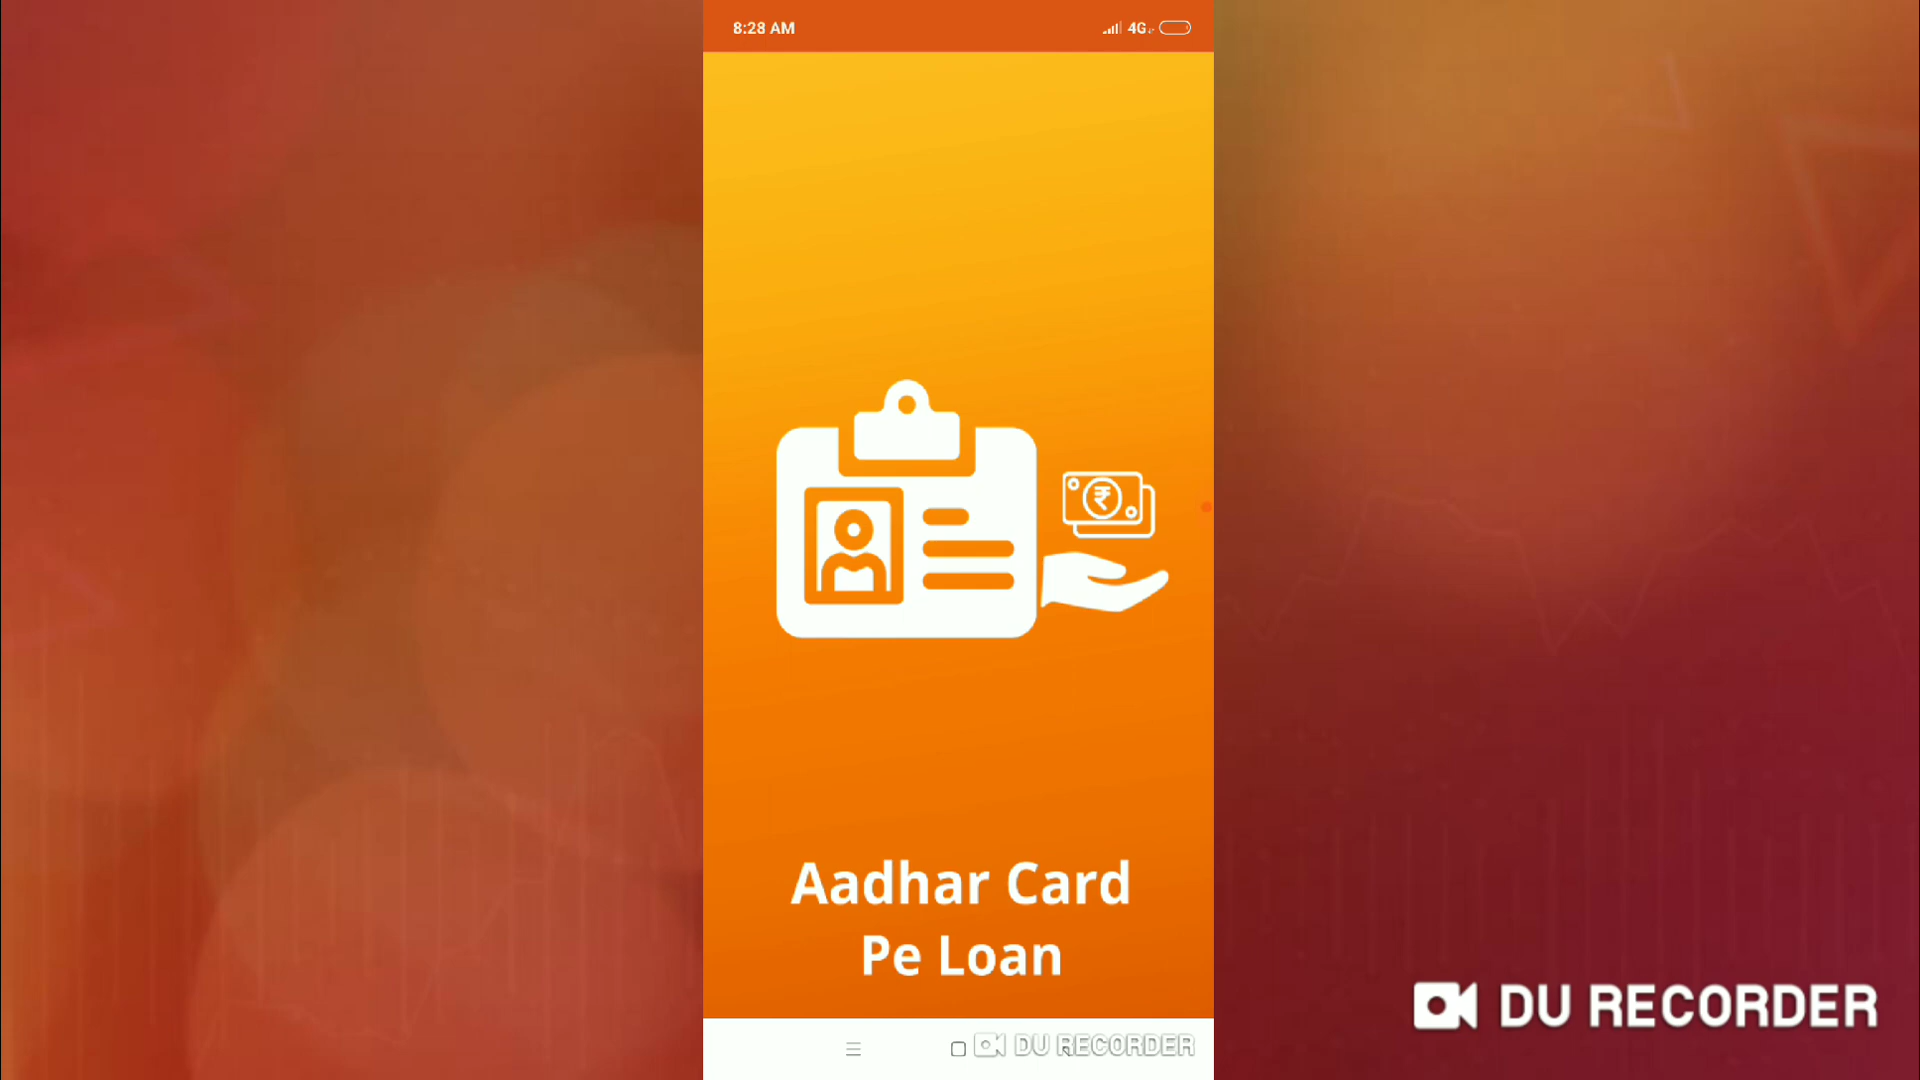 8:28 AM
4G
₹
Aadhar Card
Pe Loan
DU RECORDER
DU RECORDER